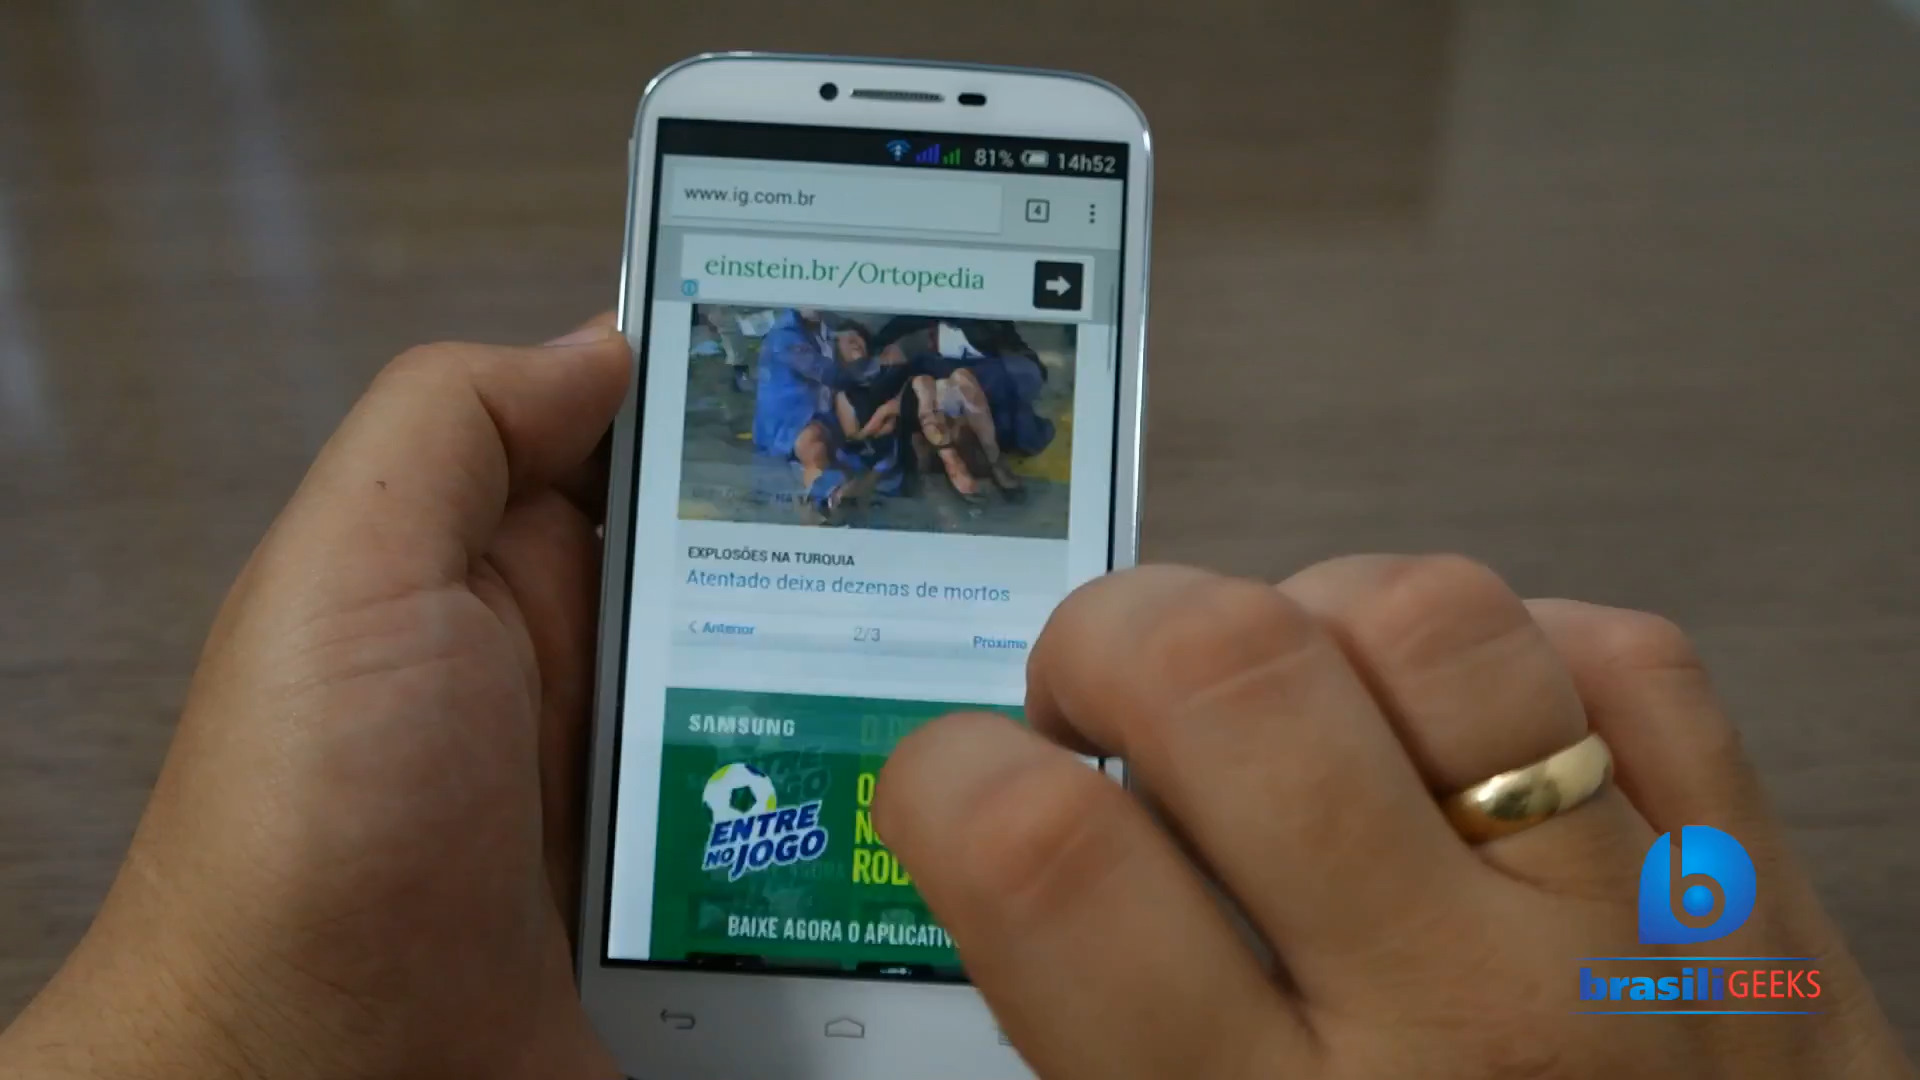 81% 14h52
www.ig.com.br
4
einstein.br/Ortopedia
EXPLOSÕES NA TURQUIA
Atentado deixa dezenas de mortos
Anterior 2/3 Próximo
SAMSUNG
ENTRE
NO JOGO
BAIXE AGORA O APLICATIV
brasiliGEEKS